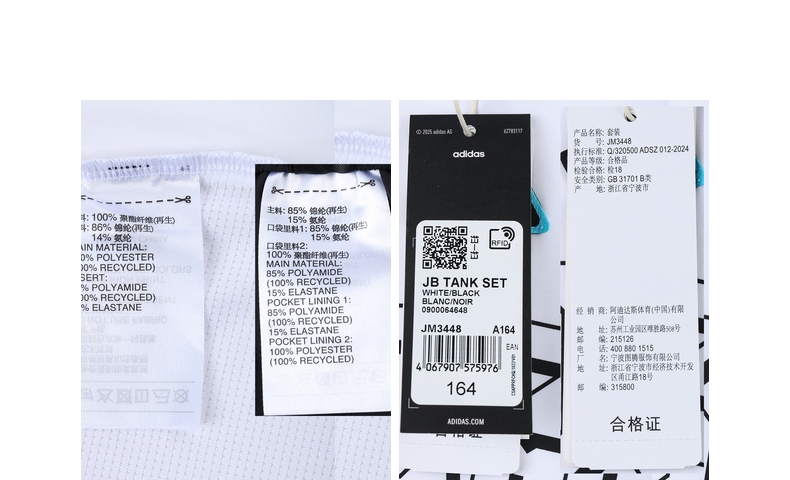 料: 100% 聚酯纤维(再生)
料: 86% 锦纶(再生)
14% 氨纶
MAIN MATERIAL:
% POLYESTER
00% RECYCLED)
SERT:
% POLYAMIDE
00% RECYCLED)
% ELASTANE
主料: 85% 锦纶(再生)
15% 氨纶
口袋里料1: 85% 锦纶(再生)
15% 氨纶
口袋里料2:
100% 聚酯纤维(再生)
MAIN MATERIAL:
85% POLYAMIDE
(100% RECYCLED)
15% ELASTANE
POCKET LINING 1:
85% POLYAMIDE
(100% RECYCLED)
15% ELASTANE
POCKET LINING 2:
100% POLYESTER
(100% RECYCLED)
© 2025 adidas AG
62783117
adidas
RFID
JB TANK SET
WHITE/BLACK
BLANC/NOIR
0900064648
JM3448 A164
EAN
4 067907 575976
164
ADIDAS.COM
合格证
产品名称: 套装
货 号: JM3448
执行标准: Q/320500 ADSZ 012-2024
产品等级: 合格品
检验合格: 检18
安全类别: GB 31701 B类
产 地: 浙江省宁波市
经 销 商: 阿迪达斯体育(中国)有限
公司
地 址: 苏州工业园区唯胜路508号
邮 编: 215126
电 话: 400 880 1515
厂 名: 宁波图腾服饰有限公司
地 址: 浙江省宁波市经济技术开发
区甬江路18号
邮 编: 315800
合格证